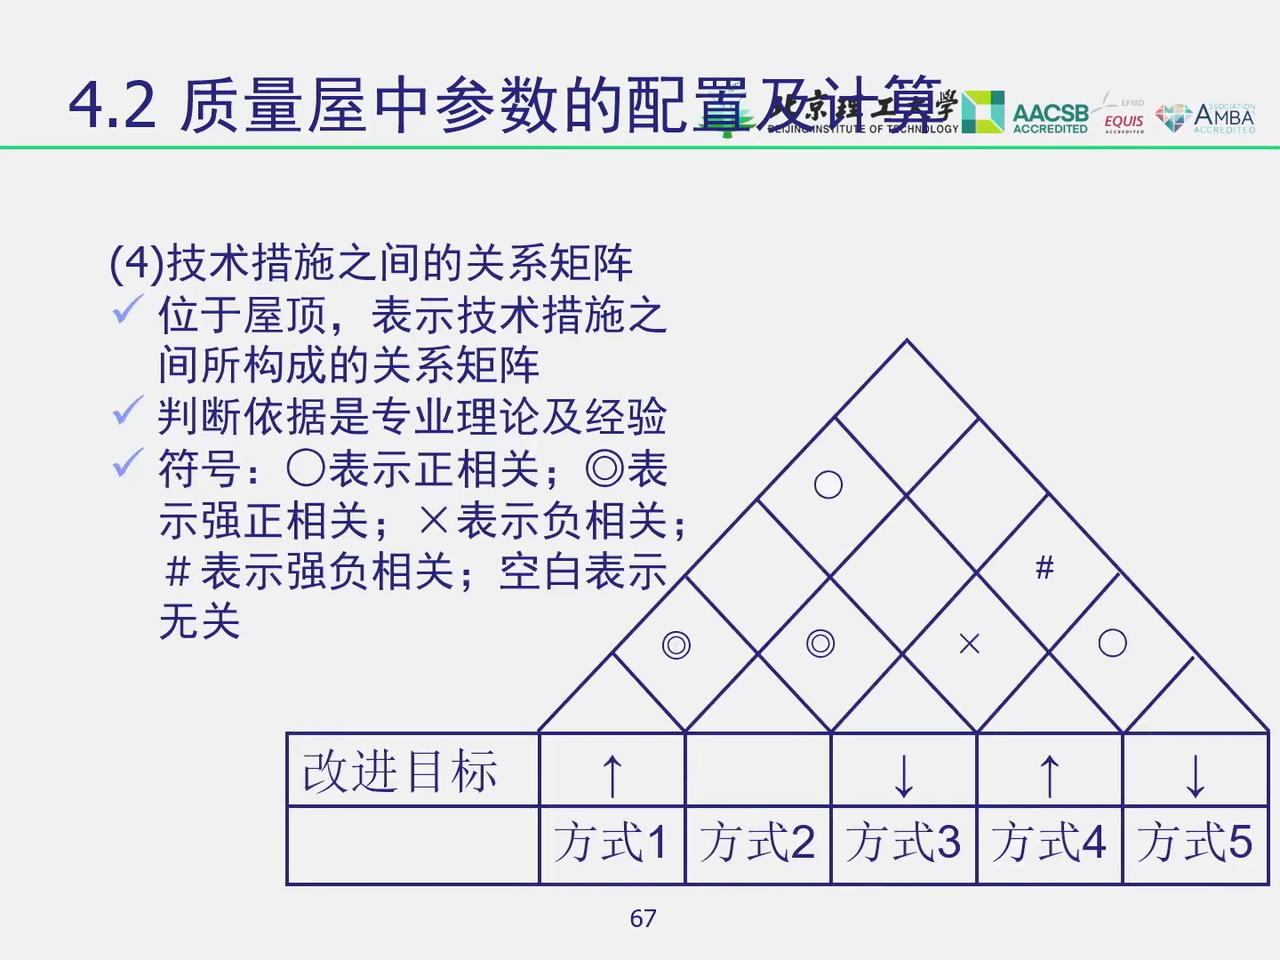 4.2 质量屋中参数的配置及计算
北京理工大学
BEIJING INSTITUTE OF TECHNOLOGY
AACSB
ACCREDITED
EFMD
EQUIS
ACCREDITED
ASSOCIATION
AMBA
ACCREDITED
(4)技术措施之间的关系矩阵
✓ 位于屋顶，表示技术措施之
间所构成的关系矩阵
✓ 判断依据是专业理论及经验
✓ 符号：○表示正相关；◎表
示强正相关；×表示负相关；
#表示强负相关；空白表示
无关
○
#
◎ ◎ × ○
改进目标 ↑ ↓ ↑ ↓
方式1 方式2 方式3 方式4 方式5
67